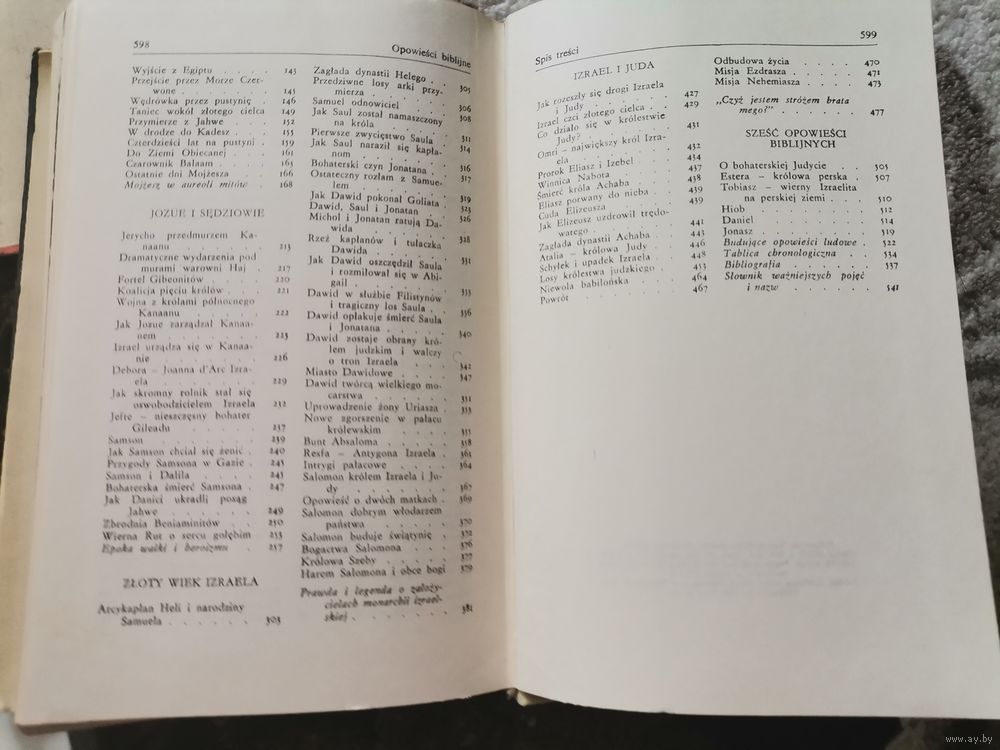 598
Opowieści biblijne
Wyjście z Egiptu . . . . 145
Przejście przez Morze Czer-
wone . . . . . . . 145
Wędrówka przez pustynię . 146
Taniec wokół złotego cielca 149
Przymierze z Jahwe . . . 152
W drodze do Kadesz . . . 155
Czterdzieści lat na pustyni . 159
Do Ziemi Obiecanej . . . 161
Czarownik Balaam . . . . 163
Ostatnie dni Mojżesza . . 166
Mojżesz w aureoli mitów . 168
JOZUE I SĘDZIOWIE
Jerycho przedmurzem Ka-
naanu . . . . . . . 213
Dramatyczne wydarzenia pod
murami warowni Haj . . 217
Fortel Gibeonitów . . . . 220
Koalicja pięciu królów . . 221
Wojna z królami północnego
Kanaanu . . . . . . 222
Jak Jozue zarządzał Kanaa-
nem . . . . . . . 223
Izrael urządza się w Kanaa-
nie . . . . . . . . 226
Debora – Joanna d'Arc Izra-
ela . . . . . . . . 229
Jak skromny rolnik stał się
oswobodzicielem Izraela 232
Jefte – nieszczęsny bohater
Gileadu . . . . . . 237
Samson . . . . . . . . 239
Jak Samson chciał się żenić . 240
Przygody Samsona w Gazie . 245
Samson i Dalila . . . . . 245
Bohaterska śmierć Samsona . 247
Jak Danici ukradli posąg
Jahwe . . . . . . . 249
Zbrodnia Beniaminitów . . 250
Wierna Rut o sercu gołębim 253
Epoka walki i heroizmu . 257
ZŁOTY WIEK IZRAELA
Arcykapłan Heli i narodziny
Samuela . . . . . . 303
Zagłada dynastii Helego . . 305
Przedziwne losy arki przy-
mierza . . . . . . 306
Samuel odnowiciel . . . .
Jak Saul został namaszczony
na króla . . . . . . 308
Pierwsze zwycięstwo Saula . 311
Jak Saul naraził się kapła-
nom . . . . . . . 314
Bohaterski czyn Jonatana . . 316
Ostateczny rozłam z Samue-
lem . . . . . . . 317
Jak Dawid pokonał Goliata . 319
Dawid, Saul i Jonatan . . 323
Michol i Jonatan ratują Da-
wida . . . . . . . 326
Rzeź kapłanów i tułaczka
Dawida . . . . . . 328
Jak Dawid oszczędził Saula
i rozmiłował się w Abi-
gail . . . . . . .
Dawid w służbie Filistynów
i tragiczny los Saula . . 333
Dawid opłakuje śmierć Saula
i Jonatana . . . . . 336
Dawid zostaje obrany kró-
lem judzkim i walczy
o tron Izraela . . . . 340
Miasto Dawidowe . . . . 342
Dawid twórcą wielkiego mo-
carstwa . . . . . . 347
Uprowadzenie żony Uriasza . 353
Nowe zgorszenie w pałacu
królewskim . . . . . 355
Bunt Absaloma . . . . . 358
Resfa – Antygona Izraela . 363
Intrygi pałacowe . . . . 364
Salomon królem Izraela i Ju-
dy . . . . . . . . 367
Opowieść o dwóch matkach . 369
Salomon dobrym włodarzem
państwa . . . . . . 370
Salomon buduje świątynię . 372
Bogactwa Salomona . . . 376
Królowa Szeby . . . . . 377
Harem Salomona i obce bogi 379
Prawda i legenda o założy-
cielach monarchii izrael-
skiej . . . . . . . 381
Spis treści
599
IZRAEL I JUDA
Jak rozeszły się drogi Izraela
i Judy . . . . . . . 427
Izrael czci złotego cielca . . 429
Co działo się w królestwie
Judy? . . . . . . . 431
Omri – największy król Izra-
ela . . . . . . . . 432
Prorok Eliasz i Izebel . . . 434
Winnica Nabota . . . . . 437
Śmierć króla Achaba . . . 438
Eliasz porwany do nieba . . 439
Cuda Elizeusza . . . . . 439
Jak Elizeusz uzdrowił trędo-
watego . . . . . . . 441
Zagłada dynastii Achaba . . 443
Atalia – królowa Judy . . 446
Schyłek i upadek Izraela . . 448
Losy królestwa judzkiego . . 453
Niewola babilońska . . . . 464
Powrót . . . . . . . . 467
Odbudowa życia . . . . . 470
Misja Ezdrasza . . . . . 471
Misja Nehemiasza . . . . 473
„Czyż jestem stróżem brata
mego?” . . . . . . . 477
SZEŚĆ OPOWIEŚCI
BIBLIJNYCH
O bohaterskiej Judycie . . 505
Estera – królowa perska . . 507
Tobiasz – wierny Izraelita
na perskiej ziemi . . . . 510
Hiob . . . . . . . . . 512
Daniel . . . . . . . . 514
Jonasz . . . . . . . . 519
Budujące opowieści ludowe . 522
Tablica chronologiczna . . 534
Bibliografia . . . . . . 537
Słownik ważniejszych pojęć
i nazw . . . . . . . 541
www.ay.by